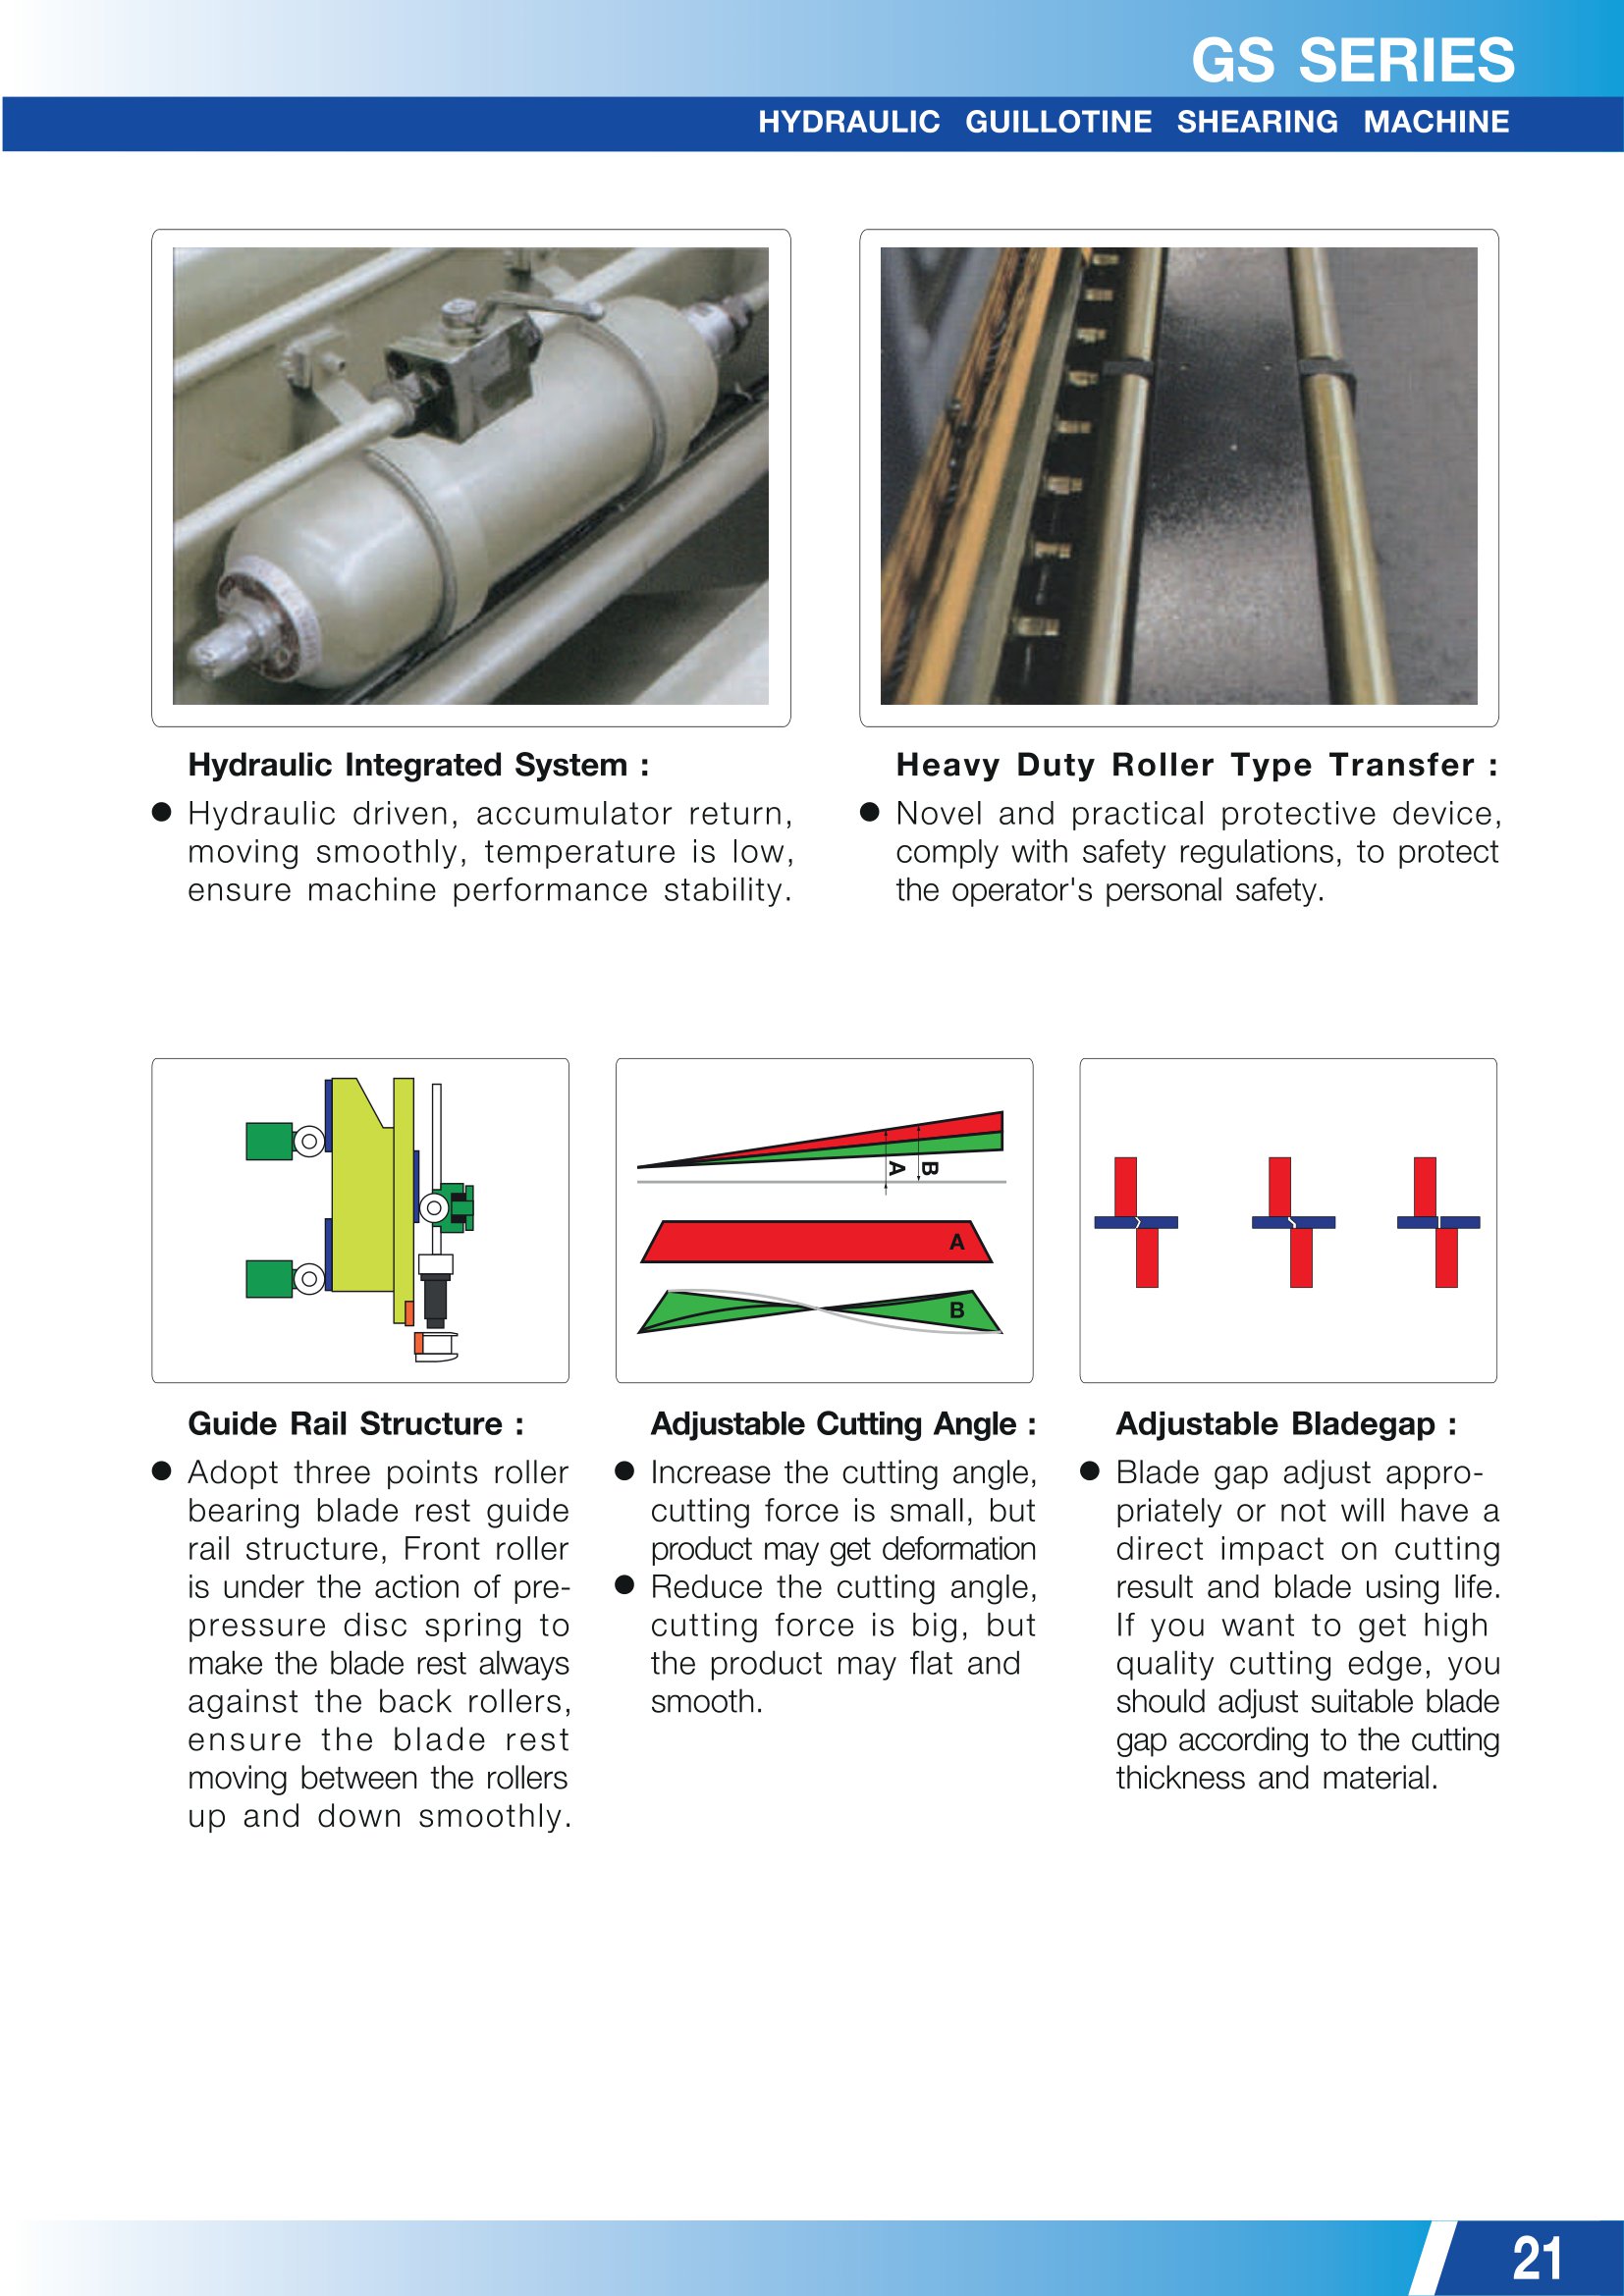 GS SERIES
HYDRAULIC GUILLOTINE SHEARING MACHINE
Hydraulic Integrated System :
● Hydraulic driven, accumulator return,
moving smoothly, temperature is low,
ensure machine performance stability.
Heavy Duty Roller Type Transfer :
● Novel and practical protective device,
comply with safety regulations, to protect
the operator's personal safety.
A
B
A
B
Guide Rail Structure :
● Adopt three points roller
bearing blade rest guide
rail structure, Front roller
is under the action of pre-
pressure disc spring to
make the blade rest always
against the back rollers,
ensure the blade rest
moving between the rollers
up and down smoothly.
Adjustable Cutting Angle :
● Increase the cutting angle,
cutting force is small, but
product may get deformation
● Reduce the cutting angle,
cutting force is big, but
the product may flat and
smooth.
Adjustable Bladegap :
● Blade gap adjust appro-
priately or not will have a
direct impact on cutting
result and blade using life.
If you want to get high
quality cutting edge, you
should adjust suitable blade
gap according to the cutting
thickness and material.
21